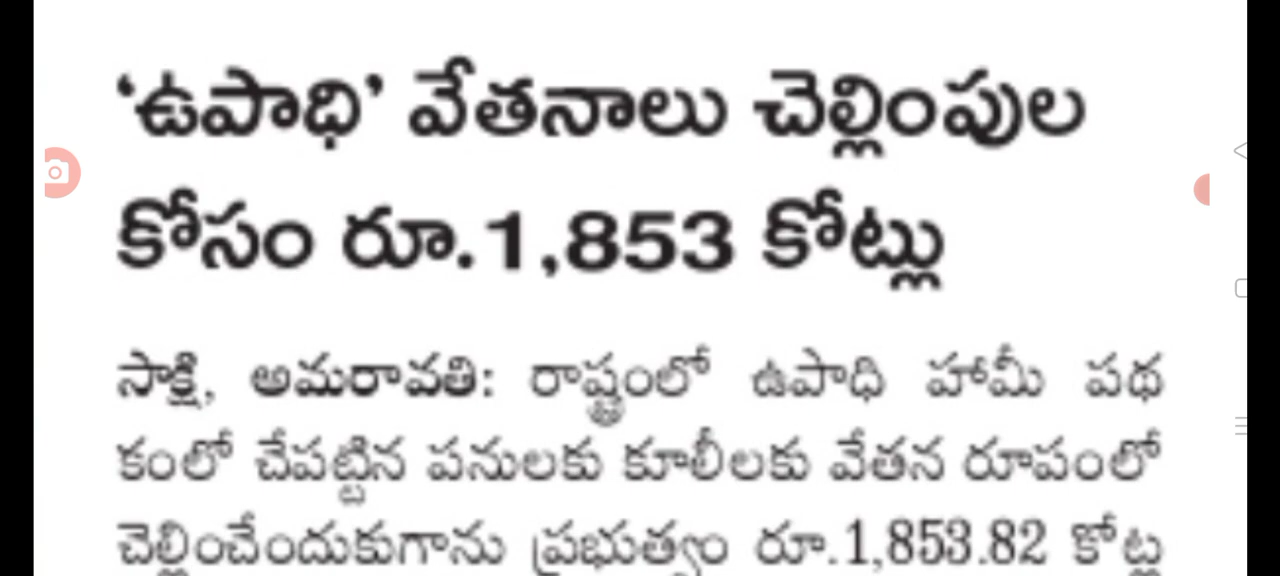 ‘ఉపాధి’ వేతనాలు చెల్లింపుల
కోసం రూ.1,853 కోట్లు
సాక్షి, అమరావతి: రాష్ట్రంలో ఉపాధి హామీ పథ
కంలో చేపట్టిన పనులకు కూలీలకు వేతన రూపంలో
చెల్లించేందుకుగాను ప్రభుత్వం రూ.1,853.82 కోట్ల